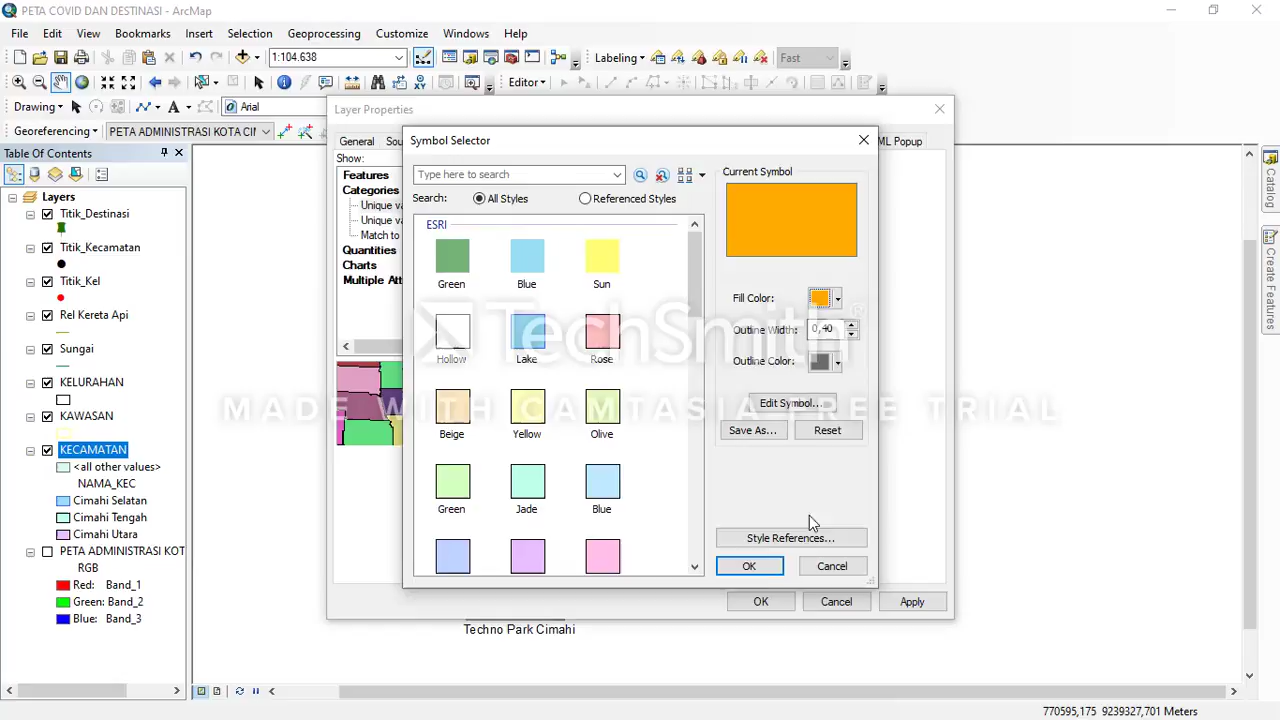 PETA COVID DAN DESTINASI - ArcMap
File Edit View Bookmarks Insert Selection Geoprocessing Customize Windows Help
1:104.638 Labeling Fast
Editor
Drawing A Arial
Georeferencing PETA ADMINISTRASI KOTA CI
Table Of Contents
Layers
Titik_Destinasi
Titik_Kecamatan
Titik_Kel
Rel Kereta Api
Sungai
KELURAHAN
KAWASAN
KECAMATAN
<all other values>
NAMA_KEC
Cimahi Selatan
Cimahi Tengah
Cimahi Utara
PETA ADMINISTRASI KOT
RGB
Red: Band_1
Green: Band_2
Blue: Band_3
Layer Properties
General Sou
ML Popup
Show:
Features
Categories
Unique va
Unique va
Match to
Quantities
Charts
Multiple Att
Symbol Selector
Type here to search
Search: All Styles Referenced Styles
ESRI
Green Blue Sun
Hollow Lake Rose
Beige Yellow Olive
Green Jade Blue
Current Symbol
Fill Color:
Outline Width: 0,40
Outline Color:
Edit Symbol...
Save As... Reset
Style References...
OK Cancel
OK Cancel Apply
TechSmith
MADE WITH CAMTASIA FREE TRIAL
Techno Park Cimahi
Catalog
Create Features
770595,175 9239327,701 Meters